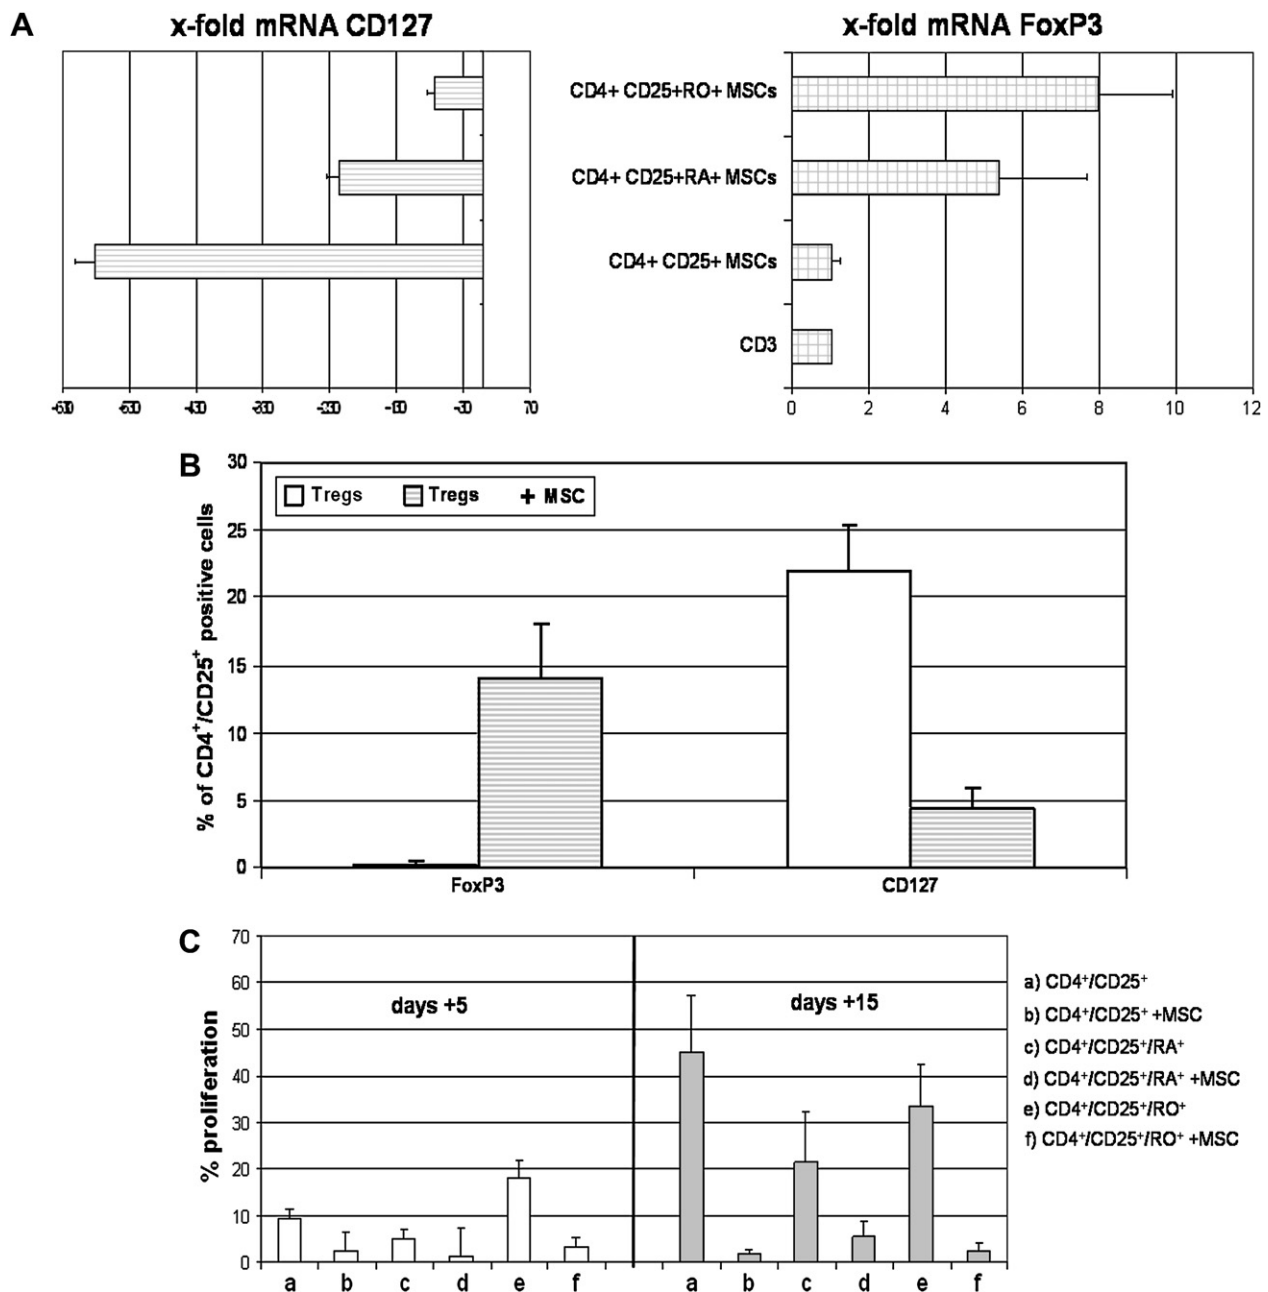 A
x-fold mRNA CD127
x-fold mRNA FoxP3
CD4+ CD25+RO+ MSCs
CD4+ CD25+RA+ MSCs
CD4+ CD25+ MSCs
CD3
-30 70
0 2 4 6 8 10 12
B
Tregs Tregs + MSC
% of CD4⁺/CD25⁺ positive cells
30
25
20
15
10
5
0
FoxP3 CD127
C
% proliferation
70
60
50
40
30
20
10
0
days +5 days +15
a b c d e f a b c d e f
a) CD4⁺/CD25⁺
b) CD4⁺/CD25⁺ +MSC
c) CD4⁺/CD25⁺/RA⁺
d) CD4⁺/CD25⁺/RA⁺ +MSC
e) CD4⁺/CD25⁺/RO⁺
f) CD4⁺/CD25⁺/RO⁺ +MSC